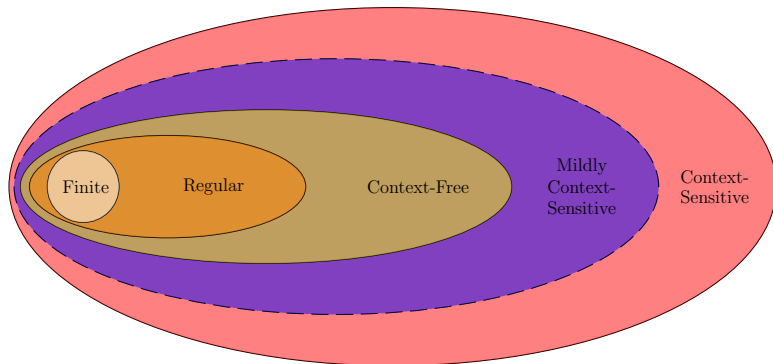 Finite
Regular
Context-Free
Mildly
Context-
Sensitive
Context-
Sensitive